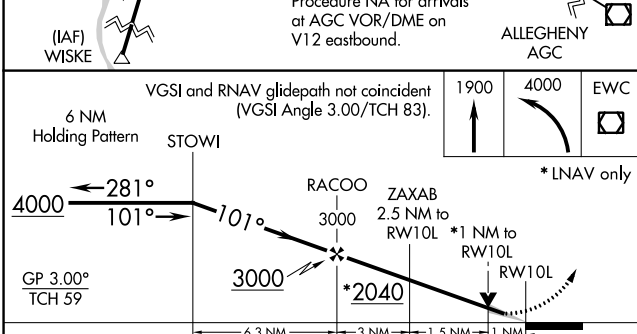 Procedure NA for arrivals
at AGC VOR/DME on
V12 eastbound.
(IAF)
WISKE
ALLEGHENY
AGC
VGSI and RNAV glidepath not coincident
(VGSI Angle 3.00/TCH 83).
1900
4000
EWC
6 NM
Holding Pattern
STOWI
*LNAV only
RACOO
3000
ZAXAB
2.5 NM to
RW10L
*1 NM to
RW10L
RW10L
4000
281°
101°
101°
3000
*2040
GP 3.00°
TCH 59
6.3 NM
3 NM
1.5 NM
1 NM